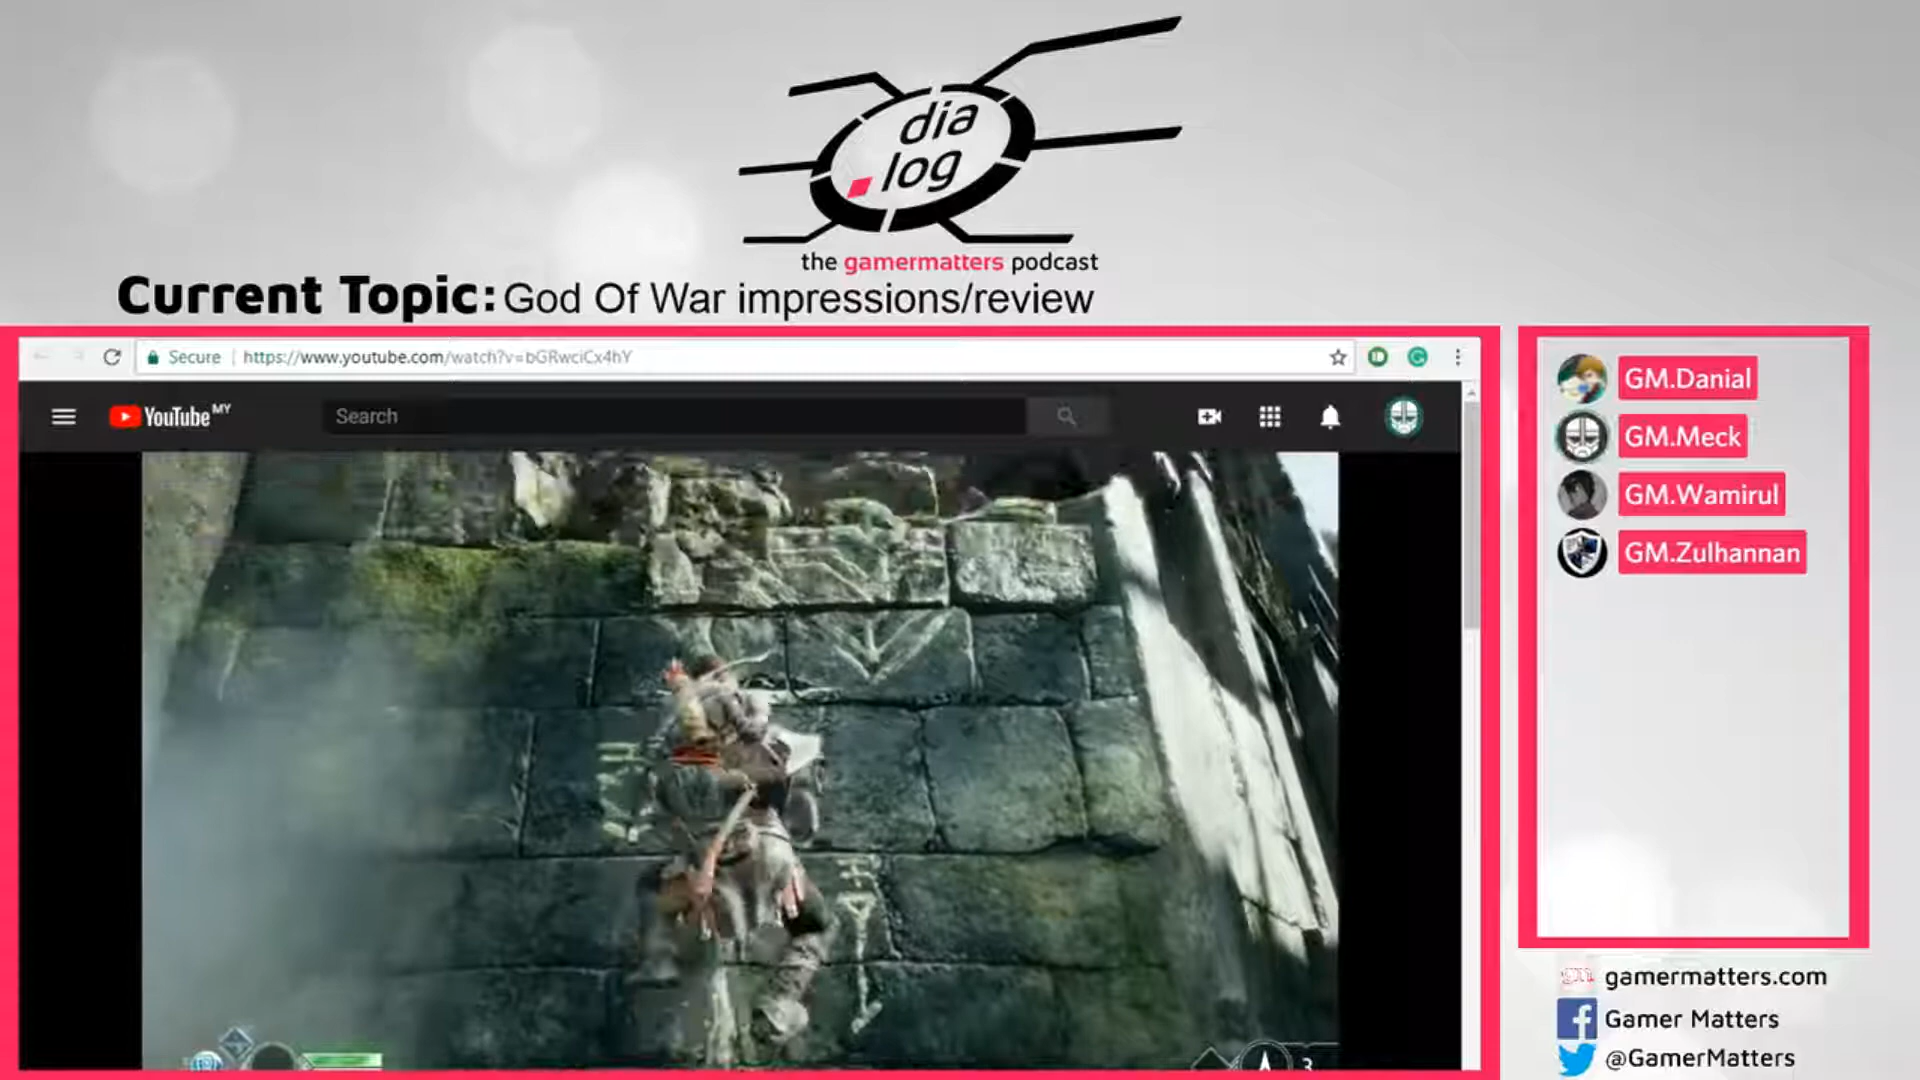 dia
.log
the gamermatters podcast
Current Topic: God Of War impressions/review
Secure | https://www.youtube.com/watch?v=bGRwciCx4hY
YouTube MY
Search
3
GM.Danial
GM.Meck
GM.Wamirul
GM.Zulhannan
gamermatters.com
Gamer Matters
@GamerMatters